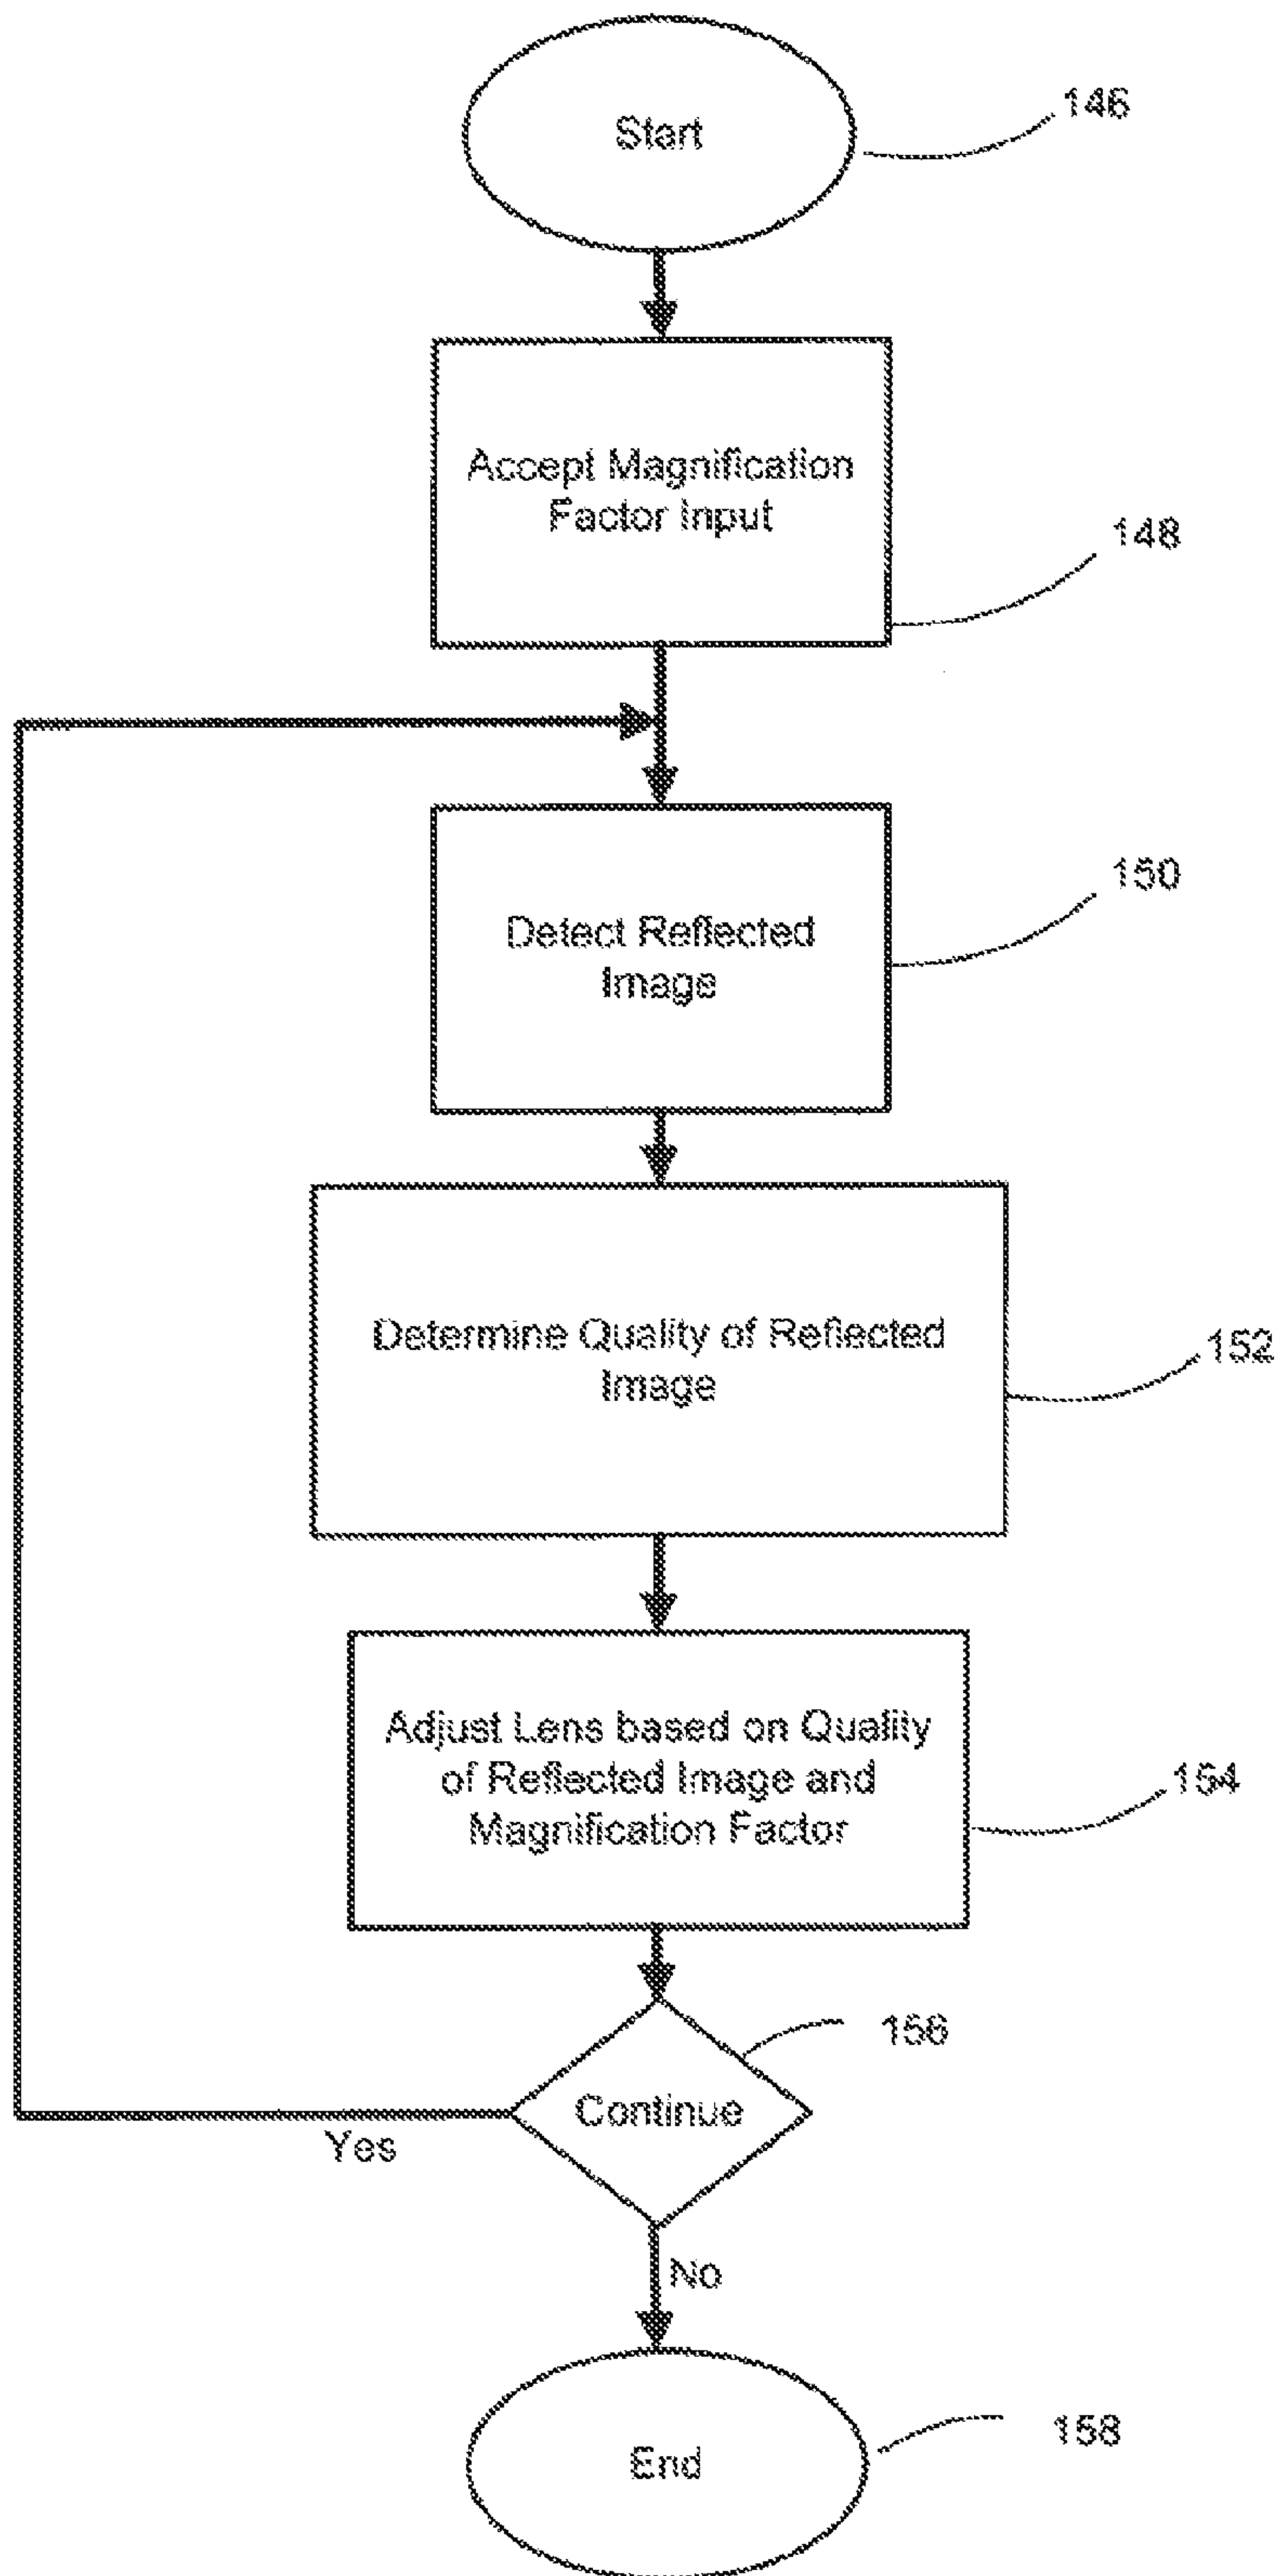 Start
146
Accept Magnification
Factor Input
148
Detect Reflected
Image
150
Determine Quality of Reflected
Image
152
Adjust Lens based on Quality
of Reflected Image and
Magnification Factor
154
Continue
156
Yes
No
End
158